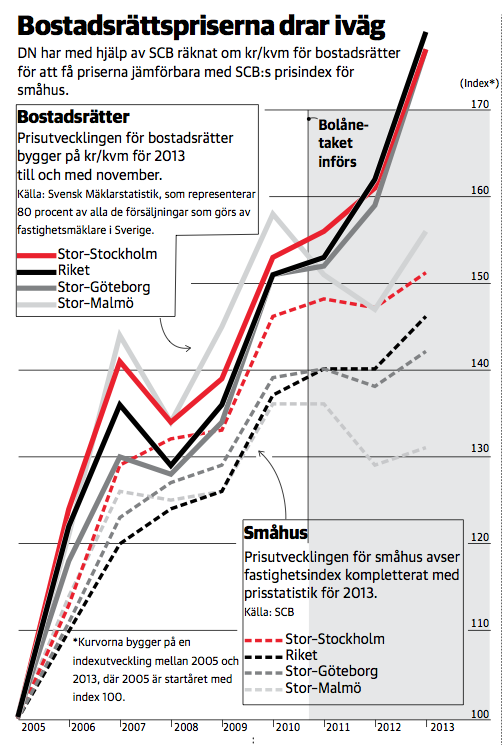 Bostadsrättpriserna drar iväg
DN har med hjälp av SCB räknat om kr/kvm för bostadsrätter
för att få priserna jämförbara med SCB:s prisindex för
småhus.
(Index*)
Bostadsrätter
Prisutvecklingen för bostadsrätter
bygger på kr/kvm för 2013
till och med november.
Källa: Svensk Mäklarstatistik, som representerar
80 procent av alla de försäljningar som görs av
fastighetsmäklare i Sverige.
Stor-Stockholm
Riket
Stor-Göteborg
Stor-Malmö
Bolåne-
taket
införs
170
160
150
140
130
120
110
100
Småhus
Prisutvecklingen för småhus avser
fastighetsindex kompletterat med
prisstatistik för 2013.
Källa: SCB
Stor-Stockholm
Riket
Stor-Göteborg
Stor-Malmö
*Kurvorna bygger på en
indexutveckling mellan 2005 och
2013, där 2005 är startåret med
index 100.
2005 2006 2007 2008 2009 2010 2011 2012 2013